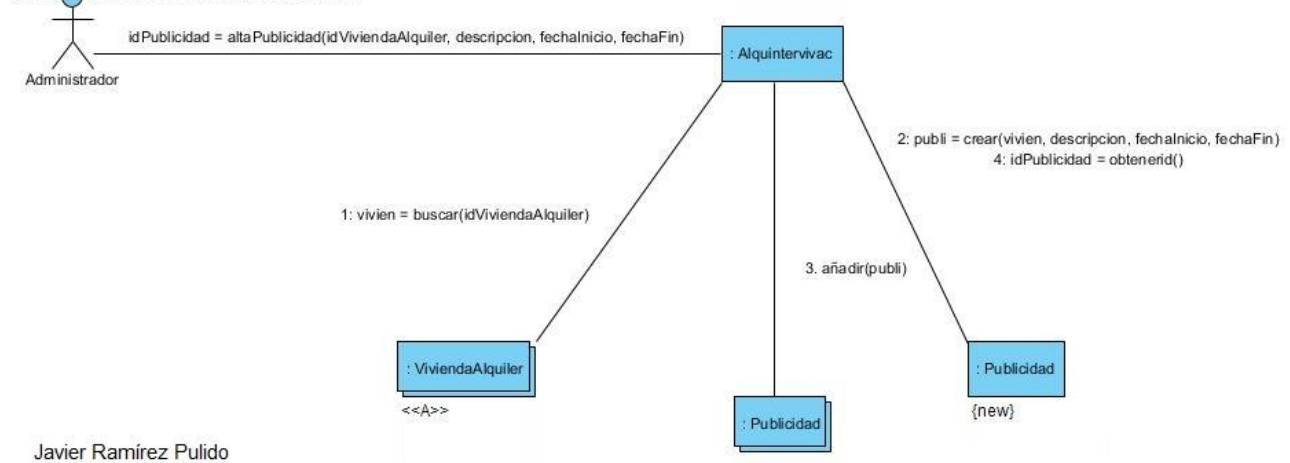 idPublicidad = altaPublicidad(idViviendaAlquiler, descripcion, fechaInicio, fechaFin)
: Alquintervivac
Administrador
2: publi = crear(vivien, descripcion, fechaInicio, fechaFin)
4: idPublicidad = obtenerid()
1: vivien = buscar(idViviendaAlquiler)
3. añadir(publi)
: ViviendaAlquiler
: Publicidad
<<A>>
{new}
: Publicidad
Javier Ramírez Pulido